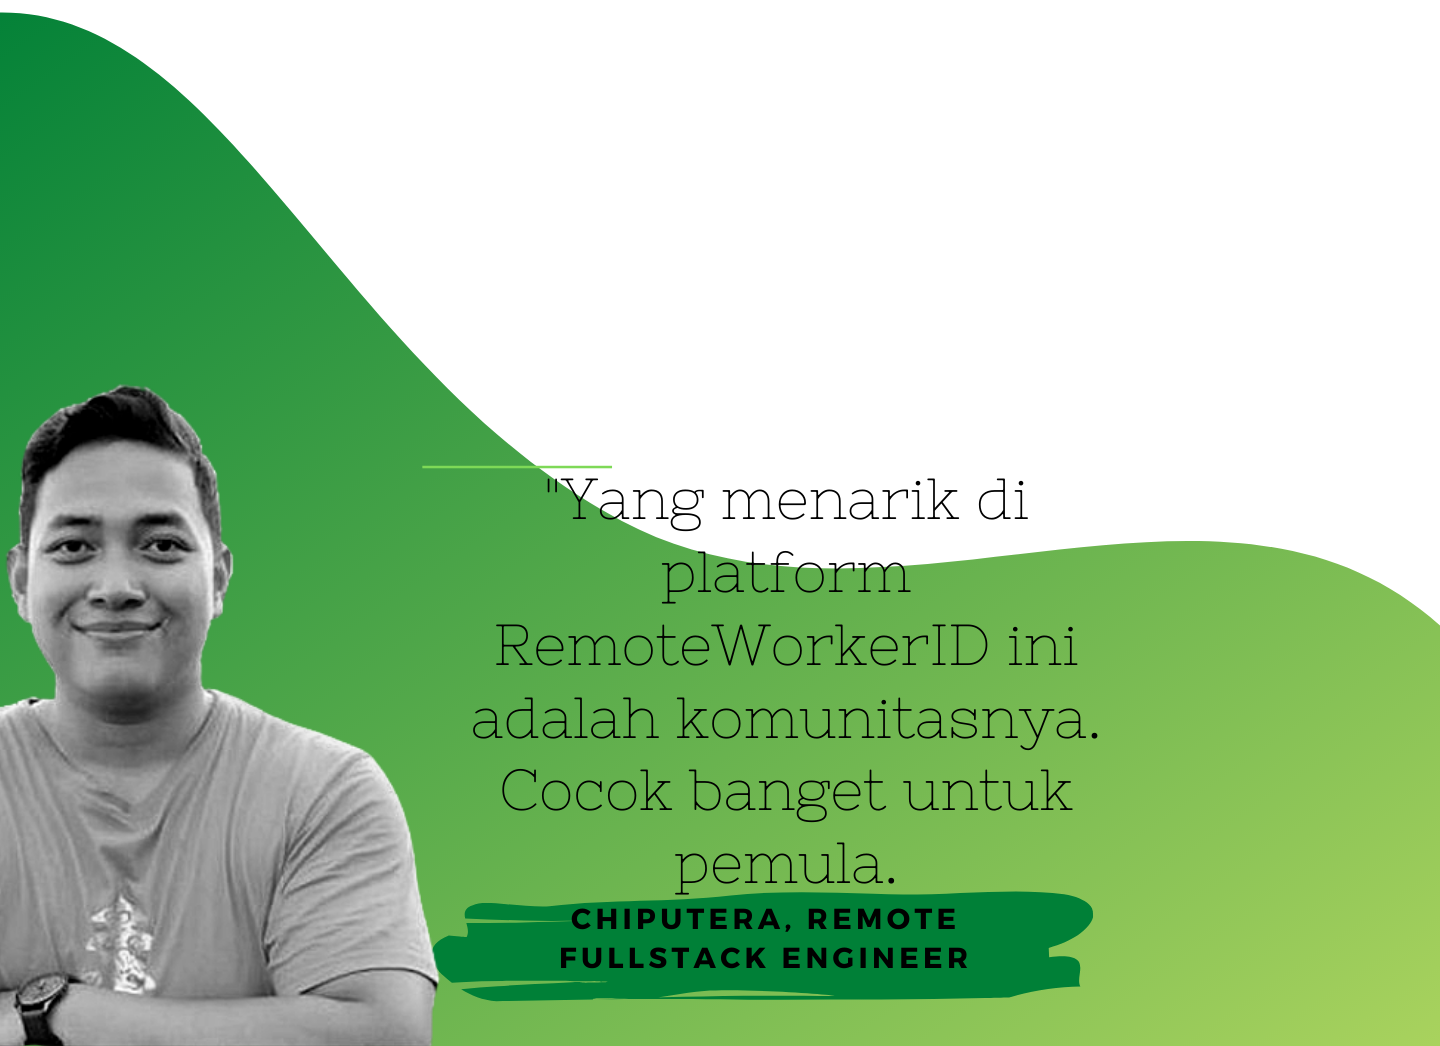 "Yang menarik di
platform
RemoteWorkerID ini
adalah komunitasnya.
Cocok banget untuk
pemula.
CHIPUTERA, REMOTE
FULLSTACK ENGINEER